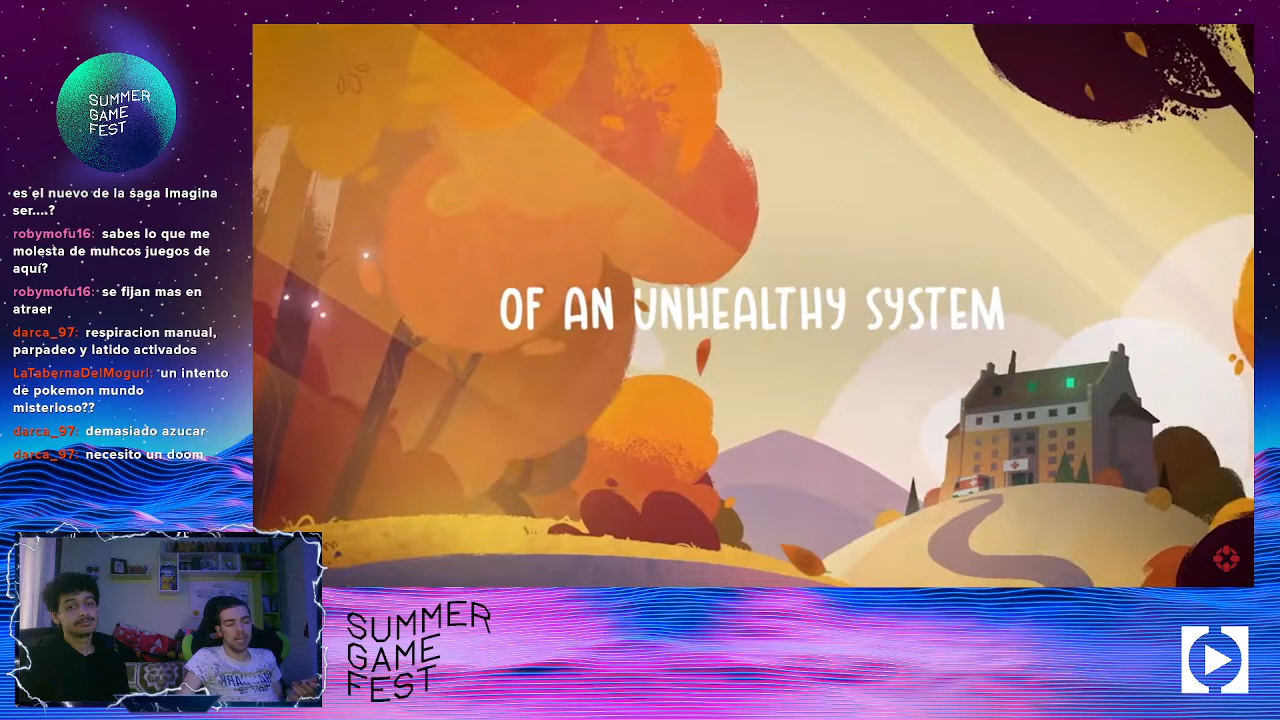 SUMMER
GAME
FEST
es el nuevo de la saga Imagina
ser....?
robymofu16: sabes lo que me
molesta de muhcos juegos de
aquí?
robymofu16: se fijan mas en
atraer
darca_97: respiracion manual,
parpadeo y latido activados
LaTabernaDelMoguri: un intento
de pokemon mundo
misterioso??
darca_97: demasiado azucar
darca_97: necesito un doom
OF AN UNHEALTHY SYSTEM
SUMMER
GAME
FEST